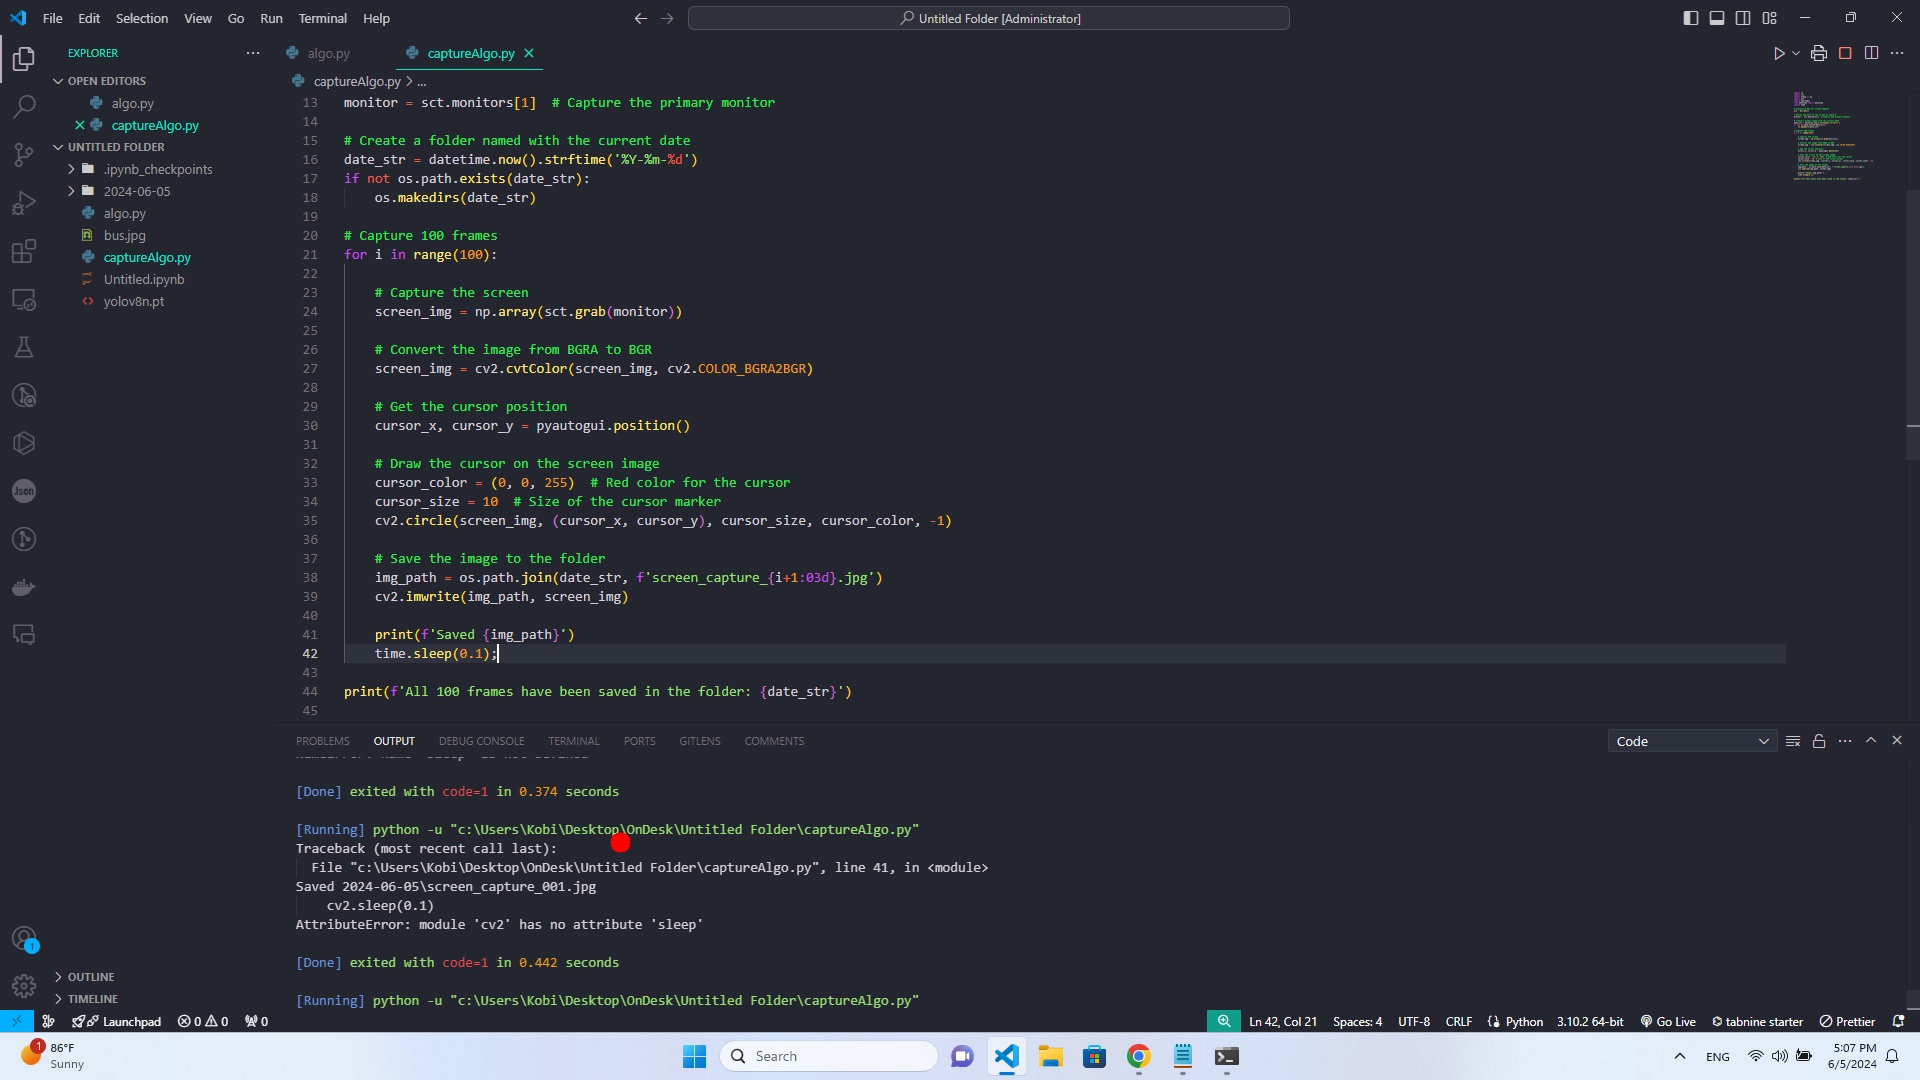 File Edit Selection View Go Run Terminal Help
Untitled Folder [Administrator]
EXPLORER
algo.py
captureAlgo.py
OPEN EDITORS
algo.py
captureAlgo.py
UNTITLED FOLDER
.ipynb_checkpoints
2024-06-05
algo.py
bus.jpg
captureAlgo.py
Untitled.ipynb
yolov8n.pt
Json
1
OUTLINE
TIMELINE
captureAlgo.py > ...
13 monitor = sct.monitors[1]  # Capture the primary monitor
14
15 # Create a folder named with the current date
16 date_str = datetime.now().strftime('%Y-%m-%d')
17 if not os.path.exists(date_str):
18     os.makedirs(date_str)
19
20 # Capture 100 frames
21 for i in range(100):
22
23     # Capture the screen
24     screen_img = np.array(sct.grab(monitor))
25
26     # Convert the image from BGRA to BGR
27     screen_img = cv2.cvtColor(screen_img, cv2.COLOR_BGRA2BGR)
28
29     # Get the cursor position
30     cursor_x, cursor_y = pyautogui.position()
31
32     # Draw the cursor on the screen image
33     cursor_color = (0, 0, 255)  # Red color for the cursor
34     cursor_size = 10  # Size of the cursor marker
35     cv2.circle(screen_img, (cursor_x, cursor_y), cursor_size, cursor_color, -1)
36
37     # Save the image to the folder
38     img_path = os.path.join(date_str, f'screen_capture_{i+1:03d}.jpg')
39     cv2.imwrite(img_path, screen_img)
40
41     print(f'Saved {img_path}')
42     time.sleep(0.1);
43
44 print(f'All 100 frames have been saved in the folder: {date_str}')
45
PROBLEMS OUTPUT DEBUG CONSOLE TERMINAL PORTS GITLENS COMMENTS
Code
[Done] exited with code=1 in 0.374 seconds
[Running] python -u "c:\Users\Kobi\Desktop\OnDesk\Untitled Folder\captureAlgo.py"
Traceback (most recent call last):
  File "c:\Users\Kobi\Desktop\OnDesk\Untitled Folder\captureAlgo.py", line 41, in <module>
Saved 2024-06-05\screen_capture_001.jpg
    cv2.sleep(0.1)
AttributeError: module 'cv2' has no attribute 'sleep'
[Done] exited with code=1 in 0.442 seconds
[Running] python -u "c:\Users\Kobi\Desktop\OnDesk\Untitled Folder\captureAlgo.py"
Launchpad 0 0 0
Ln 42, Col 21 Spaces: 4 UTF-8 CRLF Python 3.10.2 64-bit Go Live tabnine starter Prettier
1
86°F
Sunny
Search
ENG
5:07 PM
6/5/2024